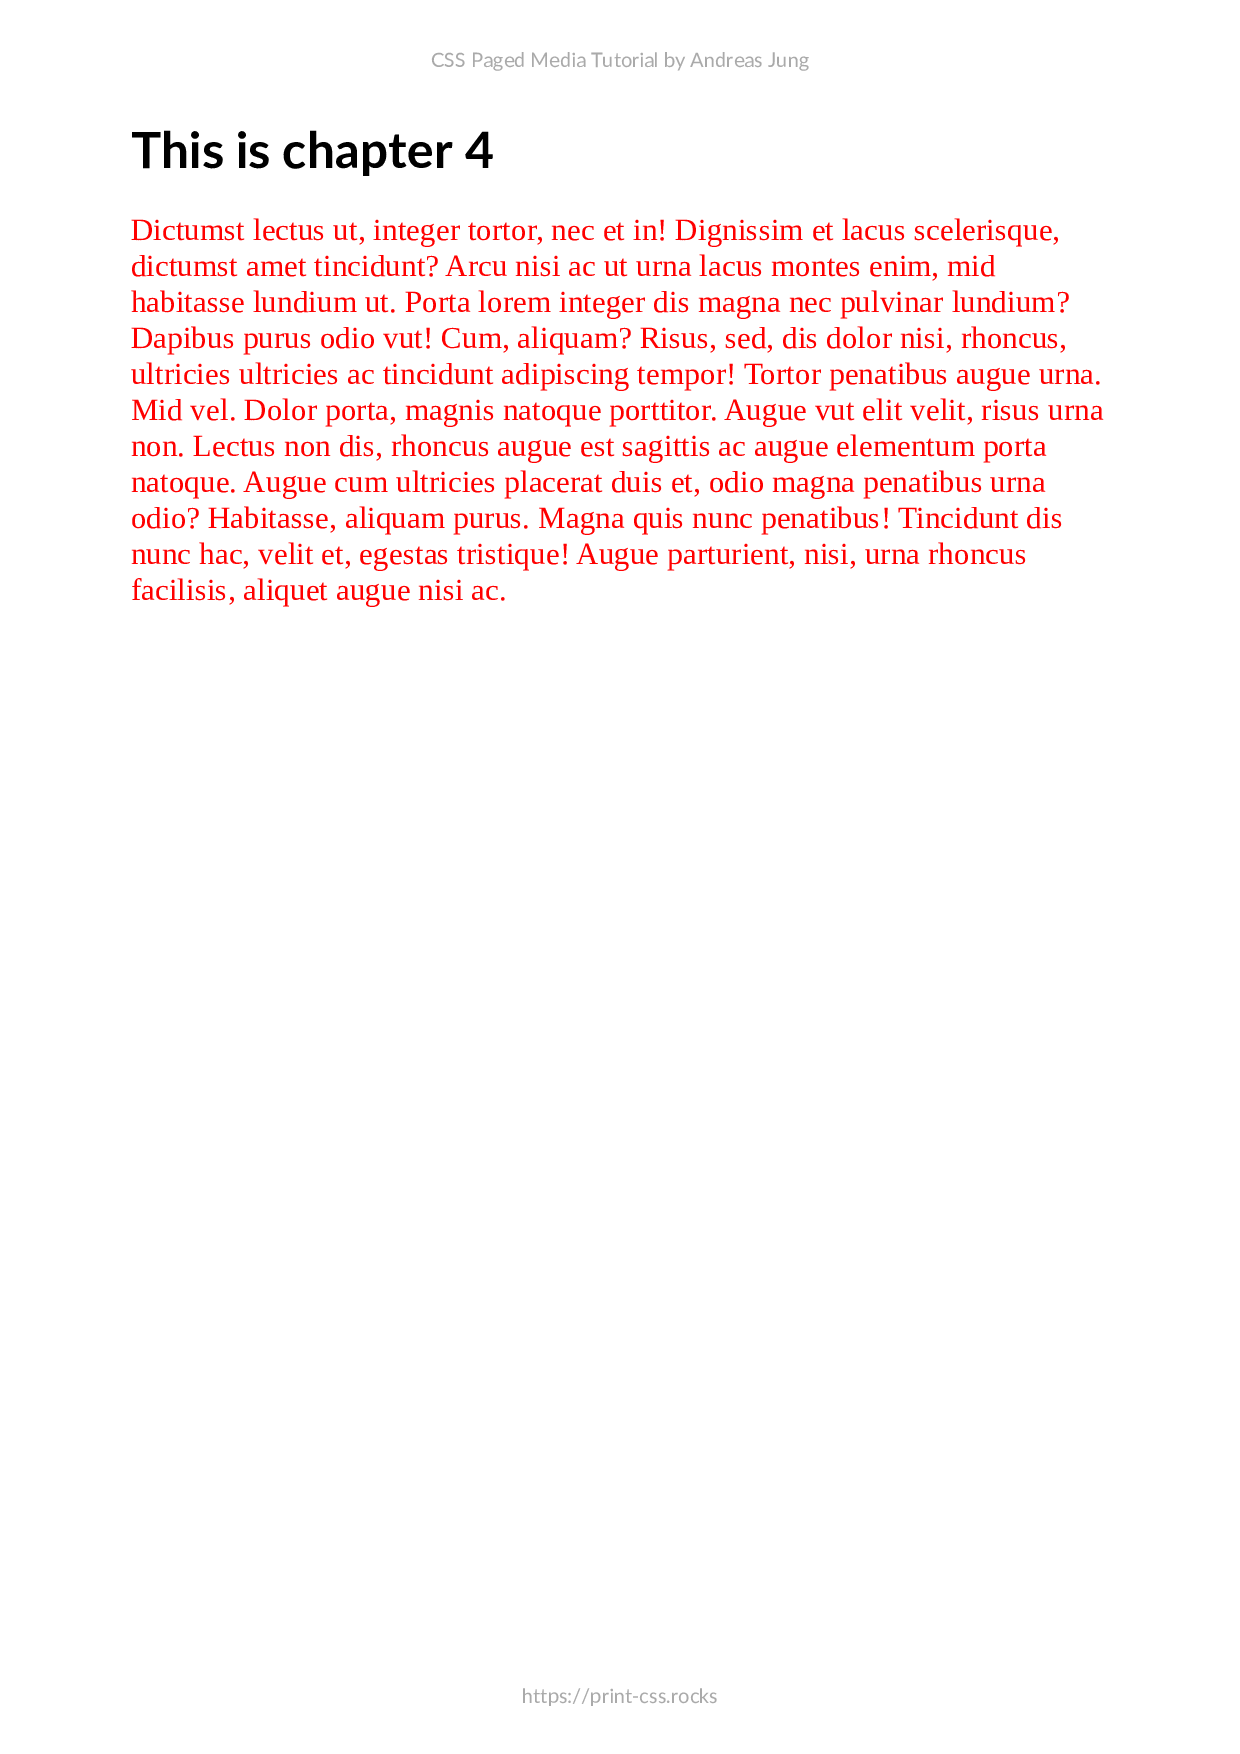 CSS Paged Media Tutorial by Andreas Jung
This is chapter 4
Dictumst lectus ut, integer tortor, nec et in! Dignissim et lacus scelerisque,
dictumst amet tincidunt? Arcu nisi ac ut urna lacus montes enim, mid
habitasse lundium ut. Porta lorem integer dis magna nec pulvinar lundium?
Dapibus purus odio vut! Cum, aliquam? Risus, sed, dis dolor nisi, rhoncus,
ultricies ultricies ac tincidunt adipiscing tempor! Tortor penatibus augue urna.
Mid vel. Dolor porta, magnis natoque porttitor. Augue vut elit velit, risus urna
non. Lectus non dis, rhoncus augue est sagittis ac augue elementum porta
natoque. Augue cum ultricies placerat duis et, odio magna penatibus urna
odio? Habitasse, aliquam purus. Magna quis nunc penatibus! Tincidunt dis
nunc hac, velit et, egestas tristique! Augue parturient, nisi, urna rhoncus
facilisis, aliquet augue nisi ac.
https://print-css.rocks